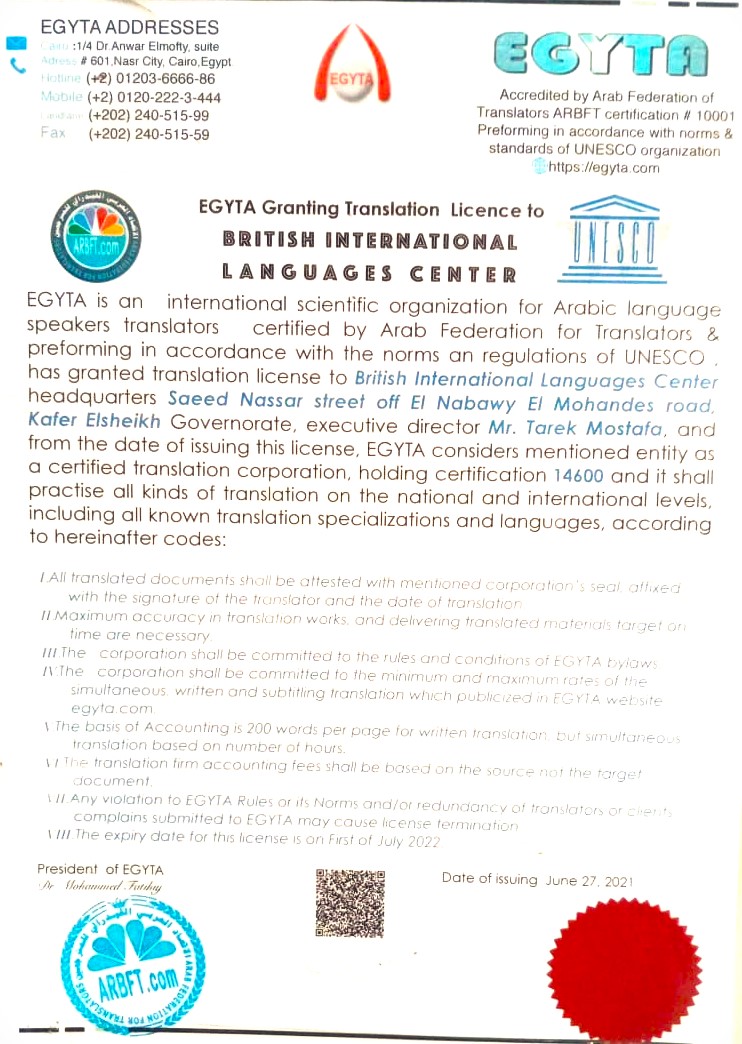 EGYTA ADDRESSES
Cairo :1/4 Dr.Anwar Elmofty, suite
Adress # 601,Nasr City, Cairo,Egypt
Hotline (+2) 01203-6666-86
Mobile (+2) 0120-222-3-444
Landline (+202) 240-515-99
Fax (+202) 240-515-59
EGYTA
EGYTA
Accredited by Arab Federation of
Translators ARBFT certification # 10001
Preforming in accordance with norms &
standards of UNESCO organization
https://egyta.com
ARBFT.com
EGYTA Granting Translation Licence to
BRITISH INTERNATIONAL
LANGUAGES CENTER
UNESCO
EGYTA is an international scientific organization for Arabic language
speakers translators certified by Arab Federation for Translators &
preforming in accordance with the norms an regulations of UNESCO ,
has granted translation license to British International Languages Center
headquarters Saeed Nassar street off El Nabawy El Mohandes road,
Kafer Elsheikh Governorate, executive director Mr. Tarek Mostafa, and
from the date of issuing this license, EGYTA considers mentioned entity as
a certified translation corporation, holding certification 14600 and it shall
practise all kinds of translation on the national and international levels,
including all known translation specializations and languages, according
to hereinafter codes:
I.All translated documents shall be attested with mentioned corporation's seal, affixed
with the signature of the translator and the date of translation
II.Maximum accuracy in translation works, and delivering translated materials target on
time are necessary.
III.The corporation shall be committed to the rules and conditions of EGYTA bylaws
IV.The corporation shall be committed to the minimum and maximum rates of the
simultaneous, written and subtitling translation which publicized in EGYTA website
egyta.com.
V.The basis of Accounting is 200 words per page for written translation, but simultaneous
translation based on number of hours.
VI.The translation firm accounting fees shall be based on the source not the target
document.
VII.Any violation to EGYTA Rules or its Norms and/or redundancy of translators or clients
complains submitted to EGYTA may cause license termination
VIII.The expiry date for this license is on First of July 2022
President of EGYTA
Dr. Mohammed Fatthy
Date of issuing June 27, 2021
ARBFT.com
ARAB FEDERATION FOR TRANSLATORS